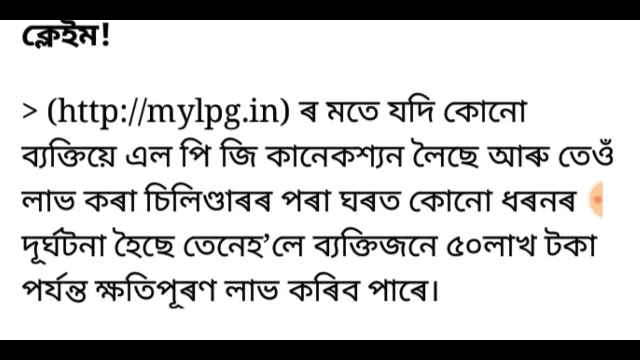 ক্লেইম!
> (http://mylpg.in) ৰ মতে যদি কোনো
ব্যক্তিয়ে এল পি জি কানেকশ্যন লৈছে আৰু তেওঁ
লাভ কৰা চিলিণ্ডাৰৰ পৰা ঘৰত কোনো ধৰনৰ
দূৰ্ঘটনা হৈছে তেনেহ’লে ব্যক্তিজনে ৫০লাখ টকা
পৰ্যন্ত ক্ষতিপূৰণ লাভ কৰিব পাৰে।